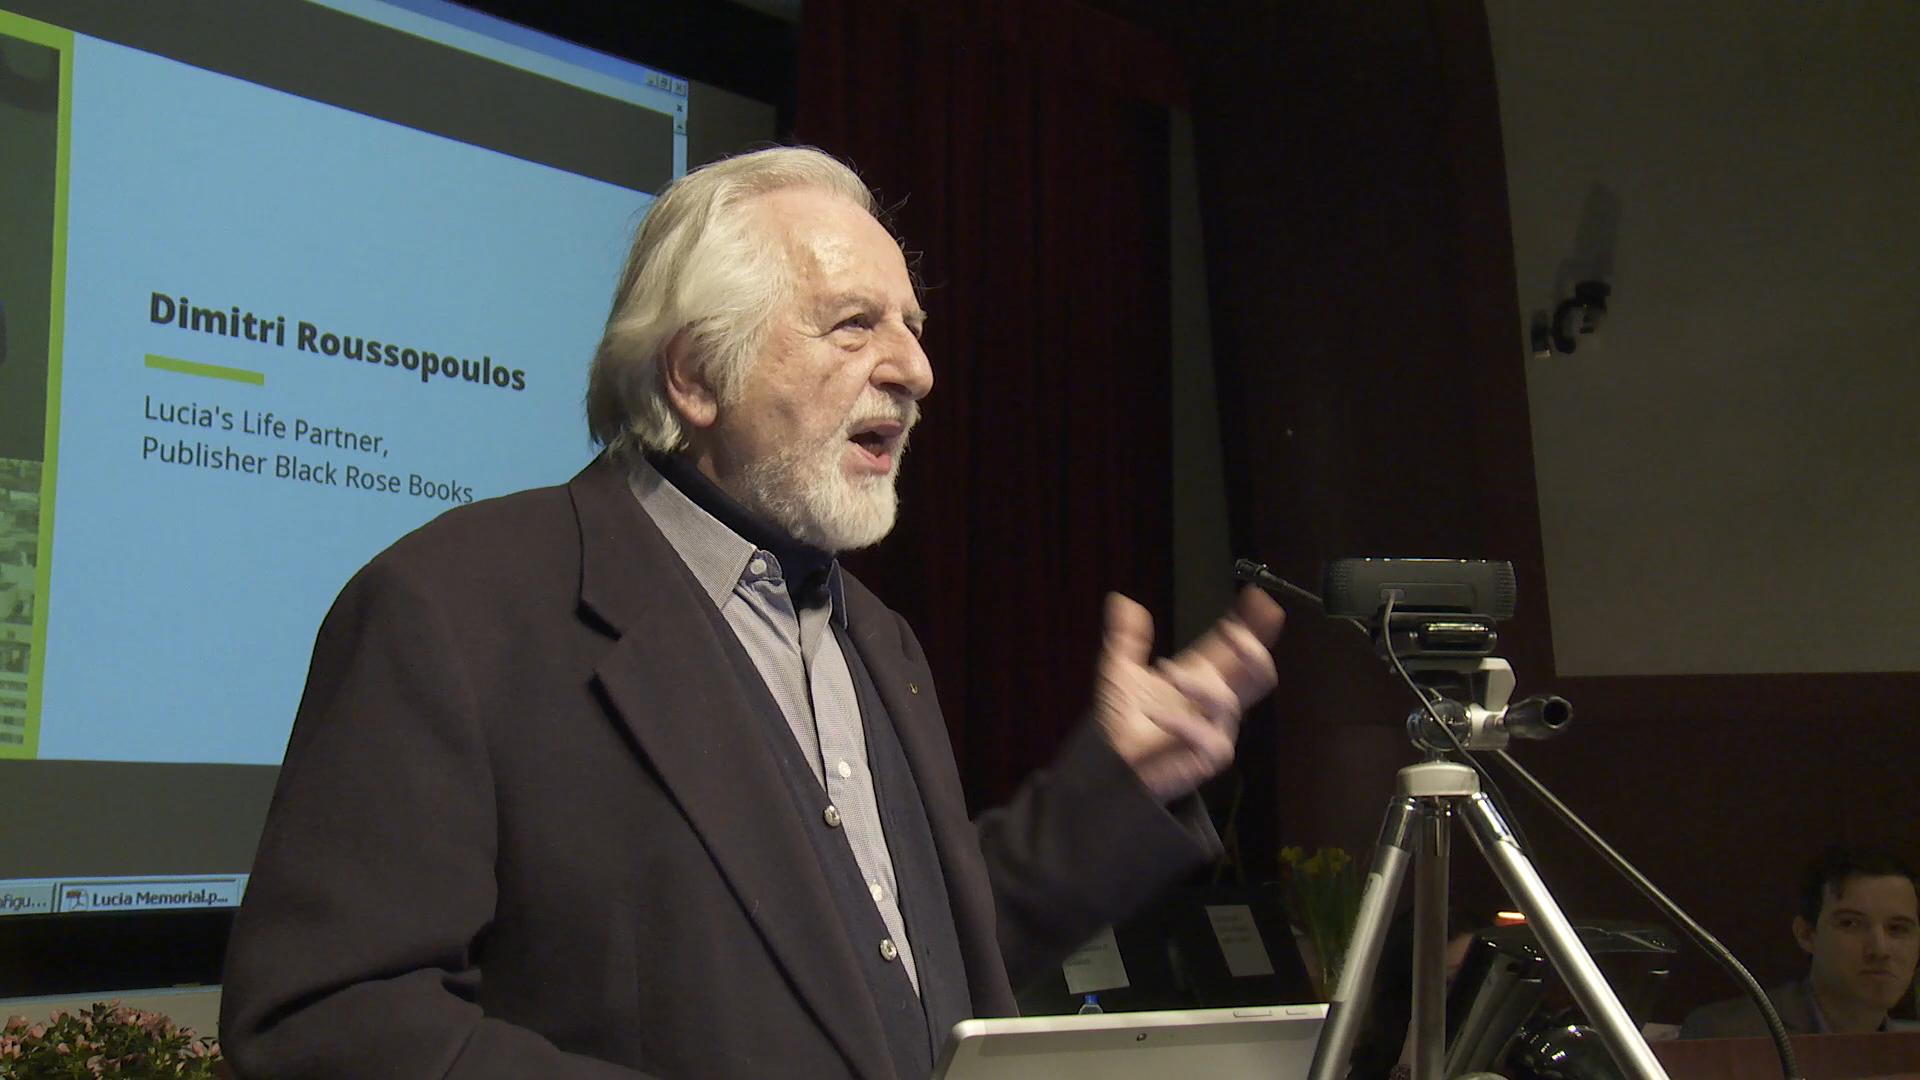 Dimitri Roussopoulos
Lucia's Life Partner,
Publisher Black Rose Books
Lucia Memorial.p...